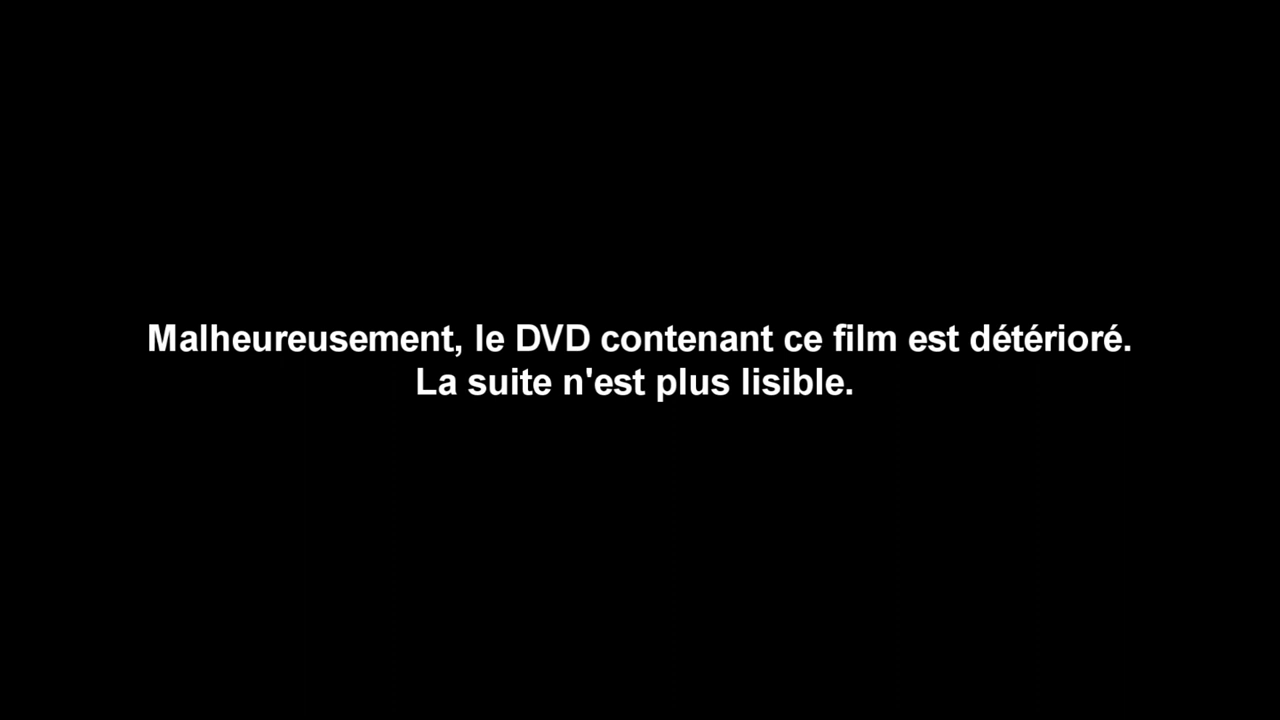 Malheureusement, le DVD contenant ce film est détérioré.
La suite n'est plus lisible.